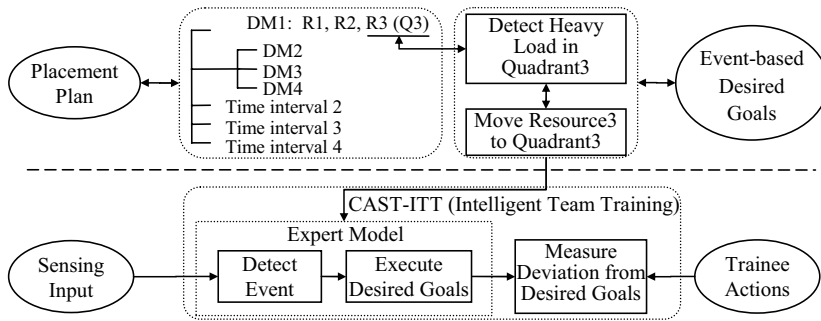 DM1: R1, R2, R3 (Q3)
DM2
DM3
DM4
Time interval 2
Time interval 3
Time interval 4
Placement
Plan
Detect Heavy
Load in
Quadrant3
Move Resource3
to Quadrant3
Event-based
Desired
Goals
CAST-ITT (Intelligent Team Training)
Expert Model
Sensing
Input
Detect
Event
Execute
Desired Goals
Measure
Deviation from
Desired Goals
Trainee
Actions